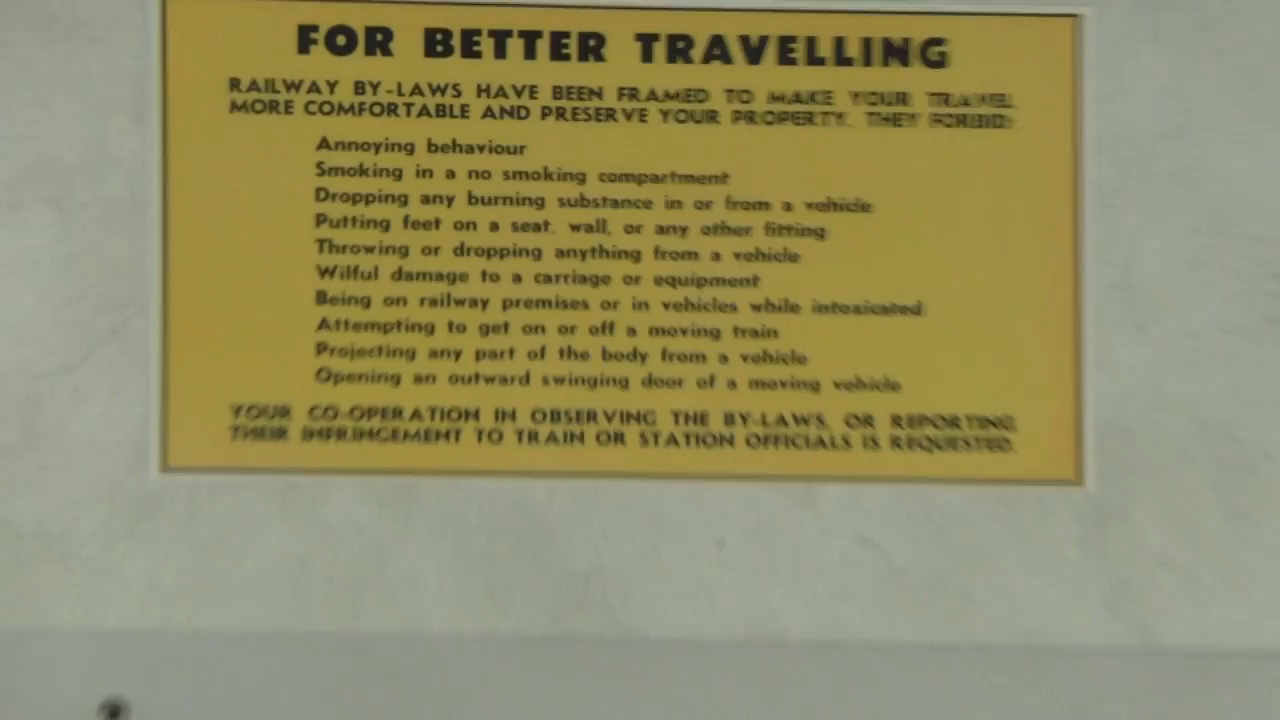 FOR BETTER TRAVELLING
RAILWAY BY-LAWS HAVE BEEN FRAMED TO MAKE YOUR TRAVEL
MORE COMFORTABLE AND PRESERVE YOUR PROPERTY. THEY FORBID:
Annoying behaviour
Smoking in a no smoking compartment
Dropping any burning substance in or from a vehicle
Putting feet on a seat, wall, or any other fitting
Throwing or dropping anything from a vehicle
Wilful damage to a carriage or equipment
Being on railway premises or in vehicles while intoxicated
Attempting to get on or off a moving train
Projecting any part of the body from a vehicle
Opening an outward swinging door of a moving vehicle
YOUR CO-OPERATION IN OBSERVING THE BY-LAWS, OR REPORTING
THEIR INFRINGEMENT TO TRAIN OR STATION OFFICIALS IS REQUESTED.